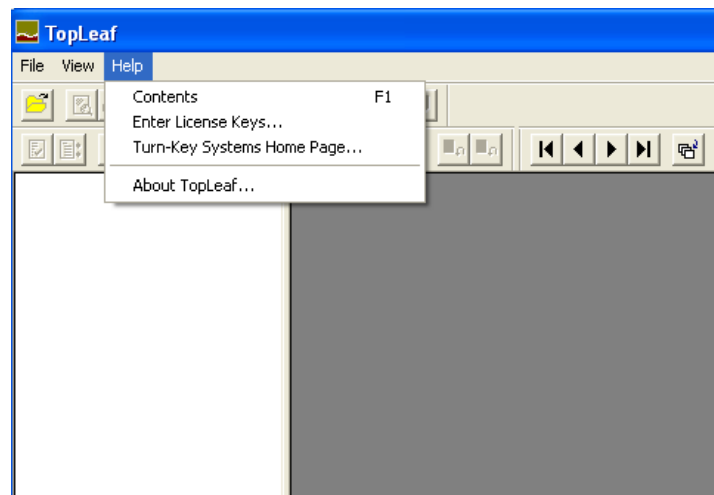 TopLeaf
File View Help
Contents F1
Enter License Keys...
Turn-Key Systems Home Page...
About TopLeaf...